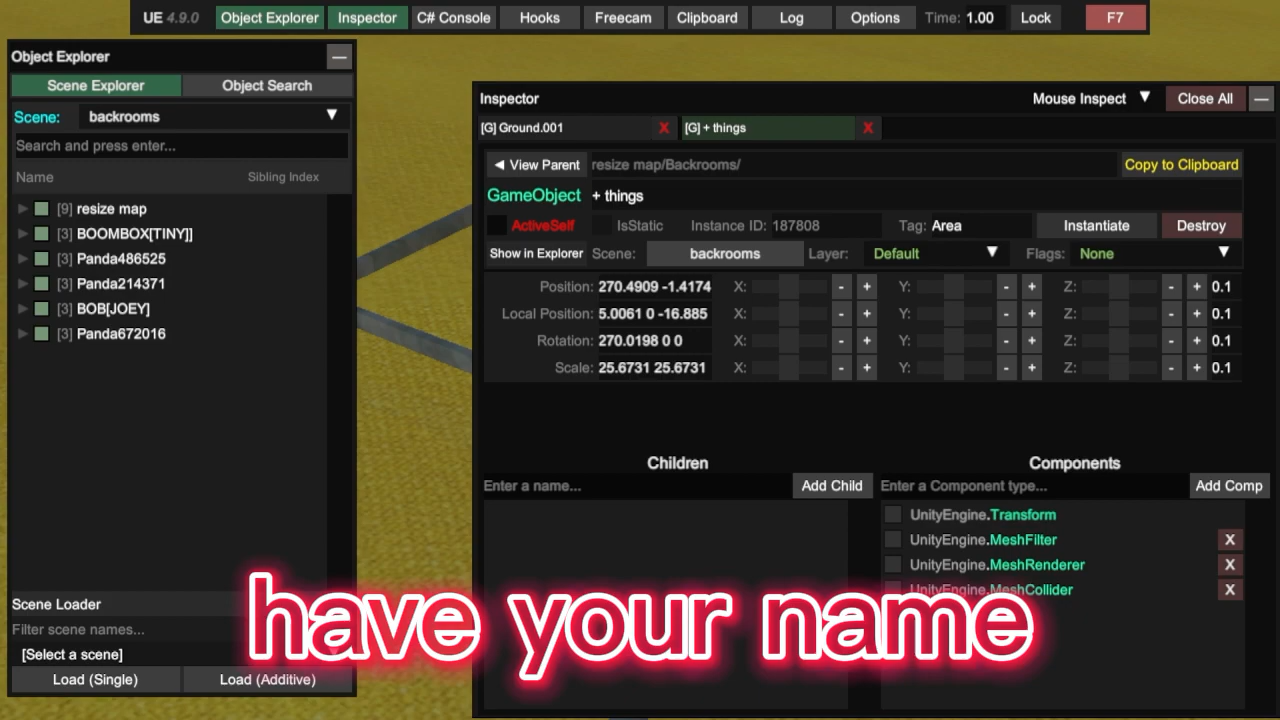 UE 4.9.0 Object Explorer Inspector C# Console Hooks Freecam Clipboard Log Options Time: 1.00 Lock F7
Object Explorer —
Scene Explorer Object Search
Scene: backrooms ▼
Search and press enter...
Name Sibling Index
▶ [9] resize map
▶ [3] BOOMBOX[TINY]]
▶ [3] Panda486525
▶ [3] Panda214371
▶ [3] BOB[JOEY]
▶ [3] Panda672016
Scene Loader
Filter scene names...
[Select a scene]
Load (Single) Load (Additive)
Inspector Mouse Inspect ▼ Close All —
[G] Ground.001 X [G] + things X
◄ View Parent resize map/Backrooms/ Copy to Clipboard
GameObject + things
ActiveSelf IsStatic Instance ID: 187808 Tag: Area Instantiate Destroy
Show in Explorer Scene: backrooms Layer: Default ▼ Flags: None ▼
Position: 270.4909 -1.4174 X: - + Y: - + Z: - + 0.1
Local Position: 5.0061 0 -16.885 X: - + Y: - + Z: - + 0.1
Rotation: 270.0198 0 0 X: - + Y: - + Z: - + 0.1
Scale: 25.6731 25.6731 X: - + Y: - + Z: - + 0.1
Children
Enter a name... Add Child
Components
Enter a Component type... Add Comp
UnityEngine.Transform
UnityEngine.MeshFilter X
UnityEngine.MeshRenderer X
UnityEngine.MeshCollider X
have your name